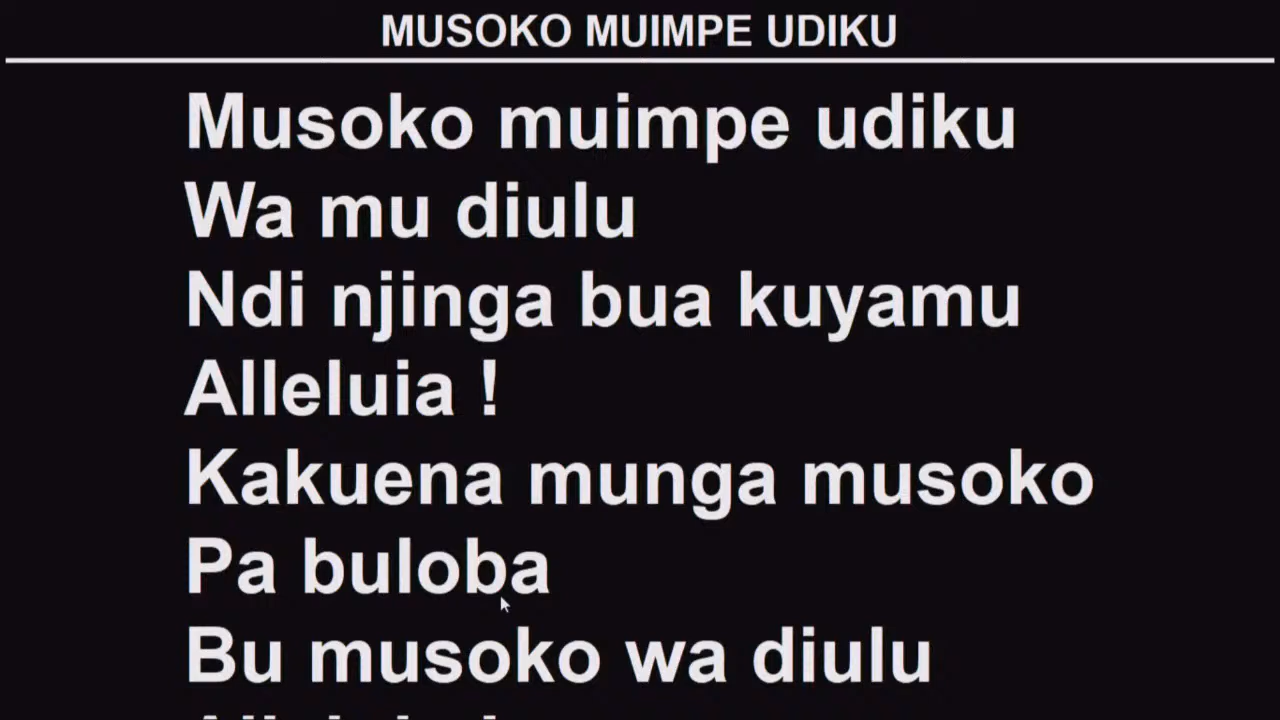 MUSOKO MUIMPE UDIKU
Musoko muimpe udiku
Wa mu diulu
Ndi njinga bua kuyamu
Alleluia !
Kakuena munga musoko
Pa buloba
Bu musoko wa diulu